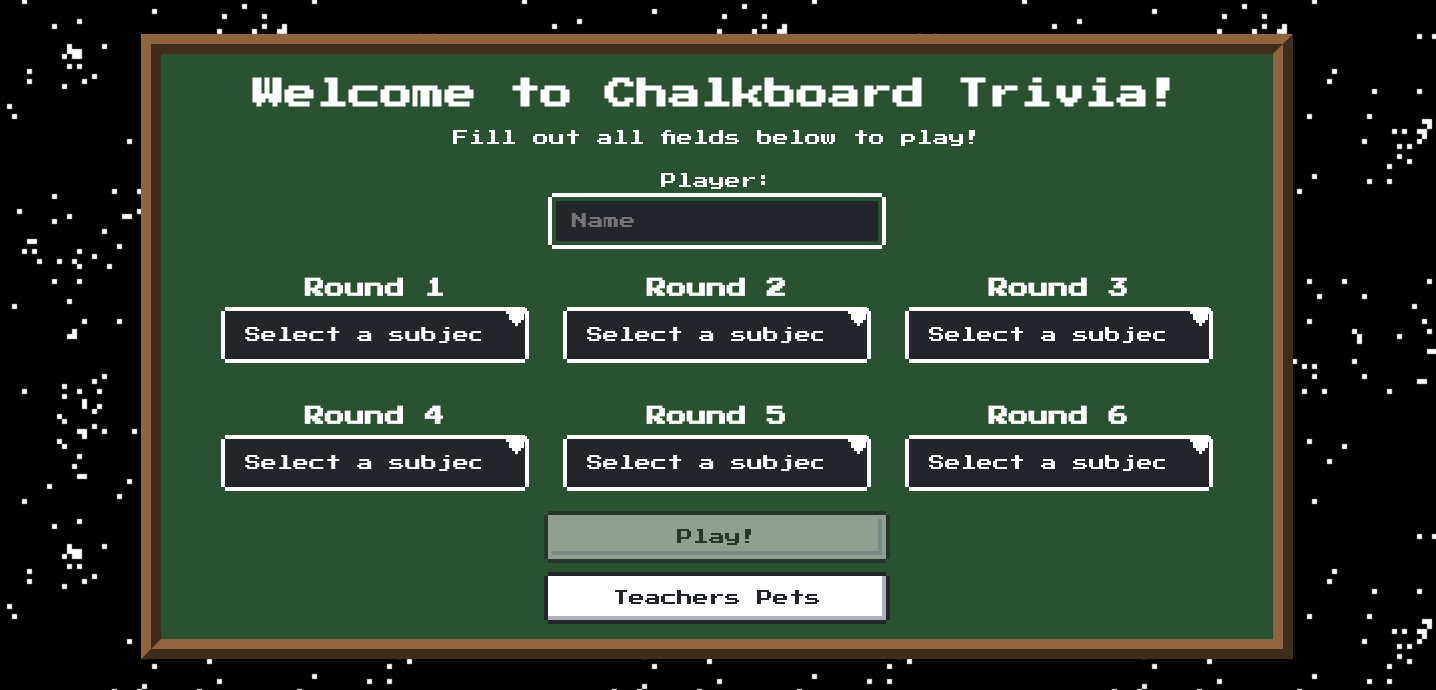 Welcome to Chalkboard Trivia!
Fill out all fields below to play!
Player:
Name
Round 1 Round 2 Round 3
Select a subjec Select a subjec Select a subjec
Round 4 Round 5 Round 6
Select a subjec Select a subjec Select a subjec
Play!
Teachers Pets